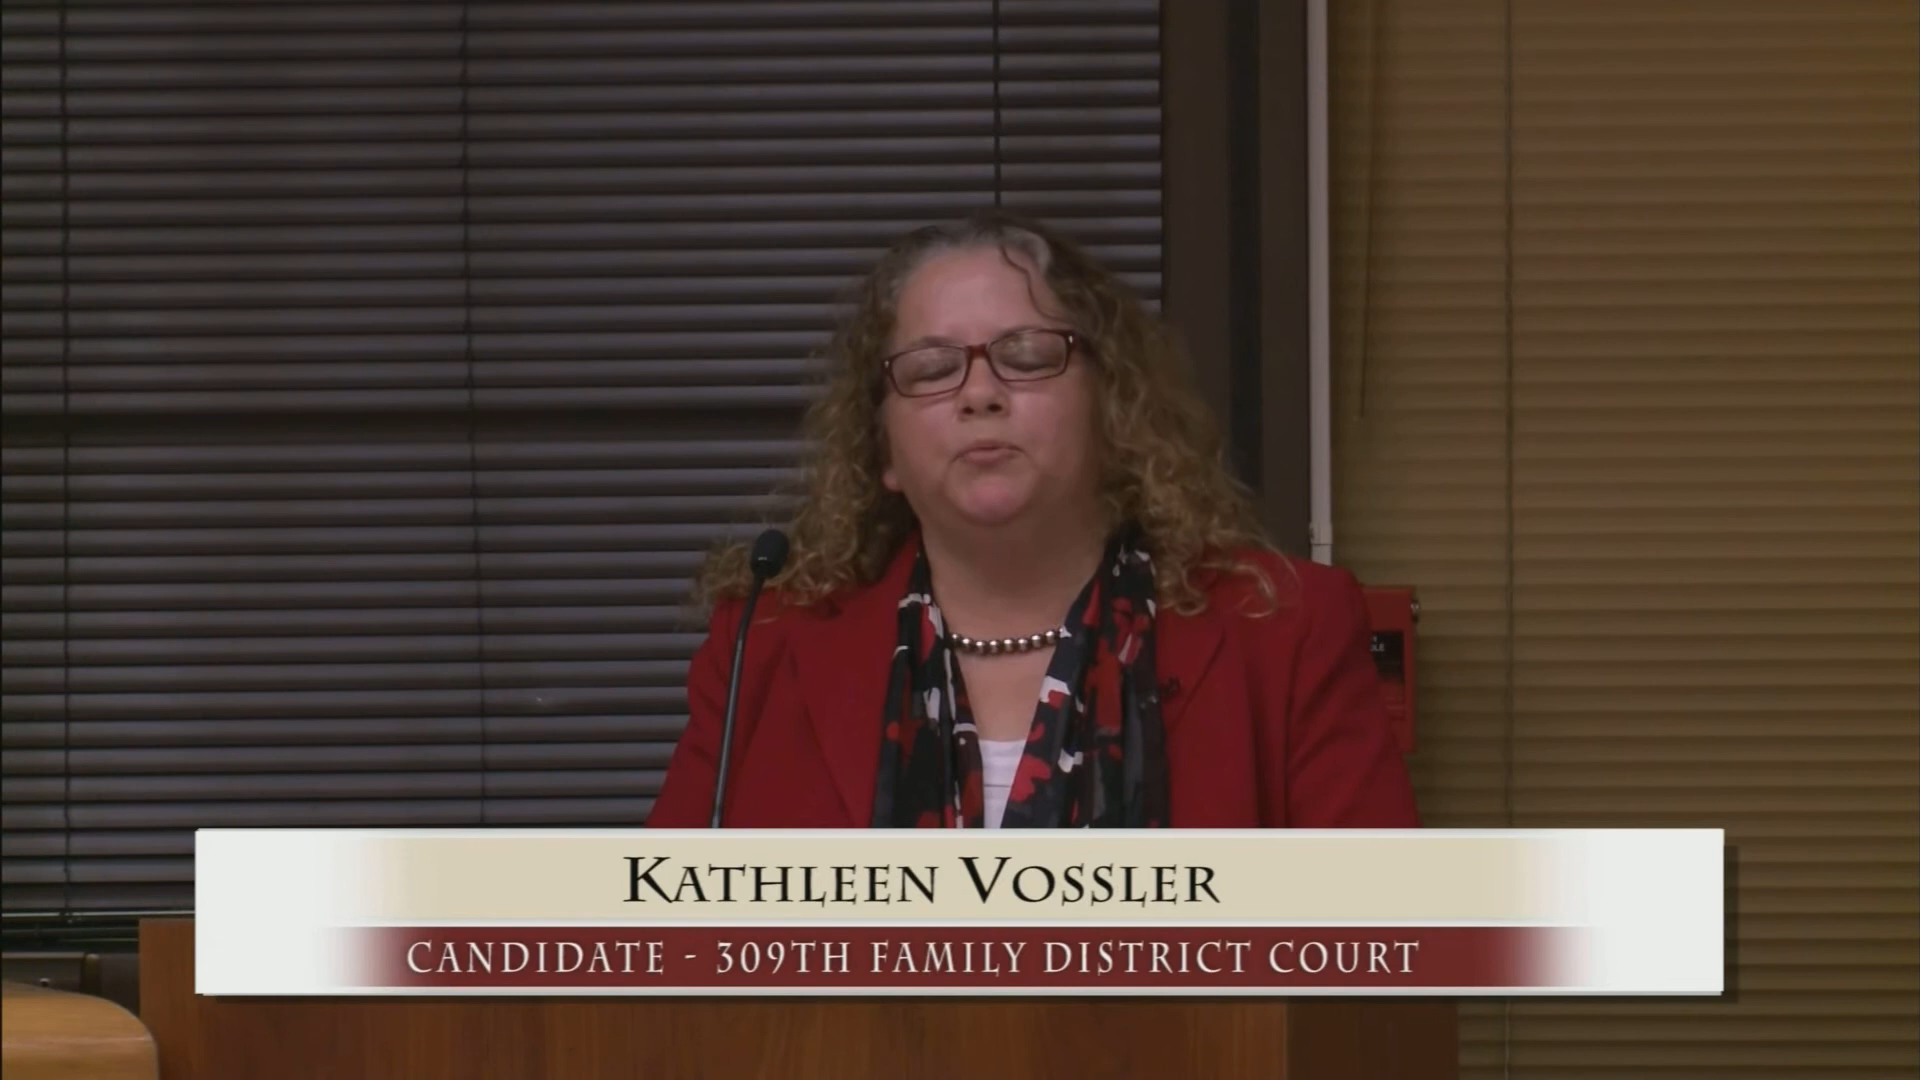 Kathleen Vossler
CANDIDATE - 309TH FAMILY DISTRICT COURT